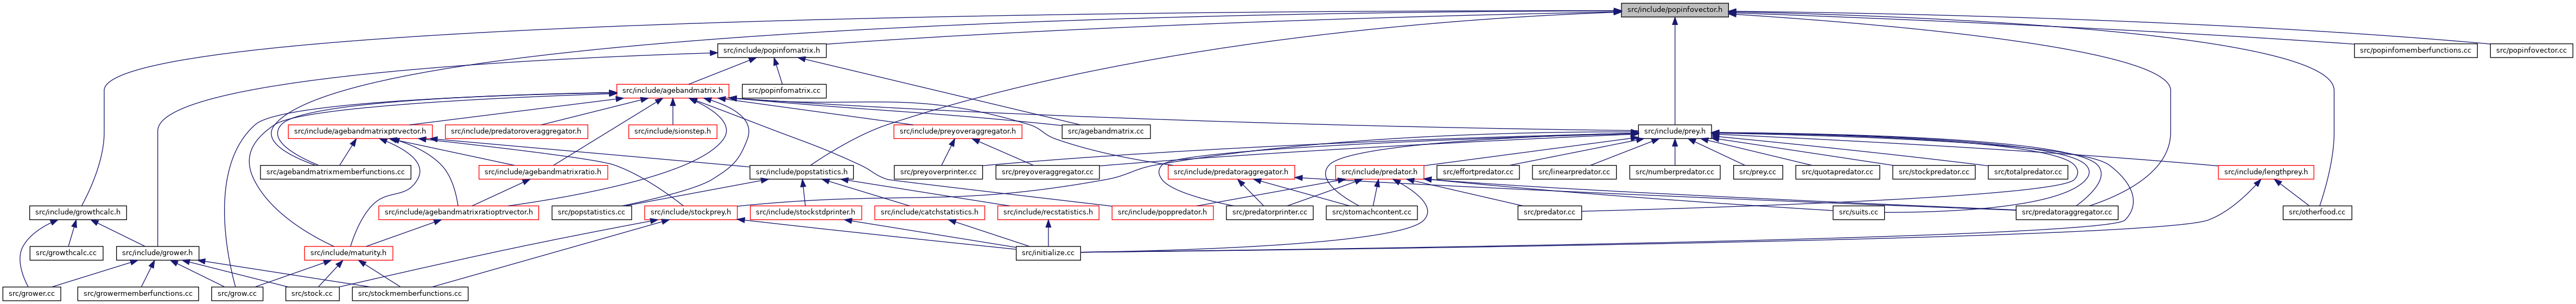 src/include/popinfovector.h
src/include/popinfomatrix.h
src/popinfomemberfunctions.cc
src/popinfovector.cc
src/include/agebandmatrix.h
src/popinfomatrix.cc
src/include/agebandmatrixptrvector.h
src/include/predatoroveraggregator.h
src/include/sionstep.h
src/include/preyoveraggregator.h
src/agebandmatrix.cc
src/include/prey.h
src/agebandmatrixmemberfunctions.cc
src/include/agebandmatrixratio.h
src/include/popstatistics.h
src/preyoverprinter.cc
src/preyoveraggregator.cc
src/include/predatoraggregator.h
src/include/predator.h
src/effortpredator.cc
src/linearpredator.cc
src/numberpredator.cc
src/prey.cc
src/quotapredator.cc
src/stockpredator.cc
src/totalpredator.cc
src/include/lengthprey.h
src/include/growthcalc.h
src/include/agebandmatrixratioptrvector.h
src/popstatistics.cc
src/include/stockprey.h
src/include/stockstdprinter.h
src/include/catchstatistics.h
src/include/recstatistics.h
src/include/poppredator.h
src/predatorprinter.cc
src/stomachcontent.cc
src/predator.cc
src/suits.cc
src/predatoraggregator.cc
src/otherfood.cc
src/growthcalc.cc
src/include/grower.h
src/include/maturity.h
src/initialize.cc
src/grower.cc
src/growermemberfunctions.cc
src/grow.cc
src/stock.cc
src/stockmemberfunctions.cc